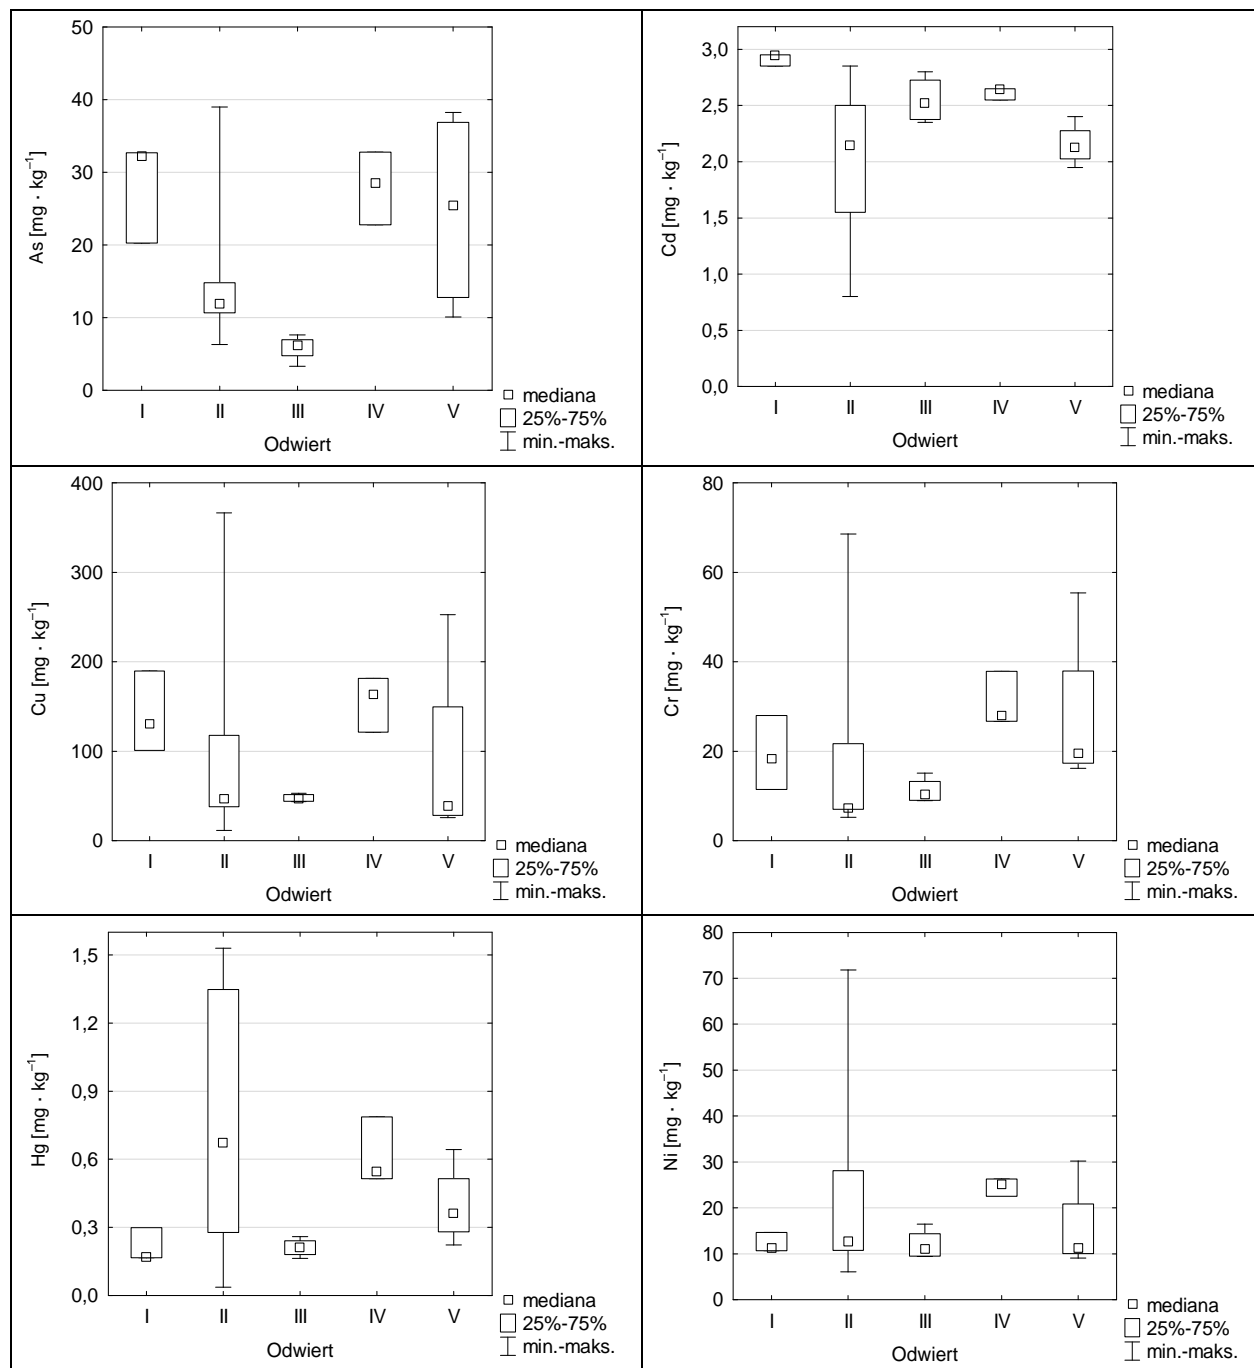 As [mg · kg⁻¹]
50
40
30
20
10
0
I II III IV V
Odwiert
mediana
25%-75%
min.-maks.
Cd [mg · kg⁻¹]
3,0
2,5
2,0
1,5
1,0
0,5
0,0
I II III IV V
Odwiert
mediana
25%-75%
min.-maks.
Cu [mg · kg⁻¹]
400
300
200
100
0
I II III IV V
Odwiert
mediana
25%-75%
min.-maks.
Cr [mg · kg⁻¹]
80
60
40
20
0
I II III IV V
Odwiert
mediana
25%-75%
min.-maks.
Hg [mg · kg⁻¹]
1,5
1,2
0,9
0,6
0,3
0,0
I II III IV V
Odwiert
mediana
25%-75%
min.-maks.
Ni [mg · kg⁻¹]
80
70
60
50
40
30
20
10
0
I II III IV V
Odwiert
mediana
25%-75%
min.-maks.